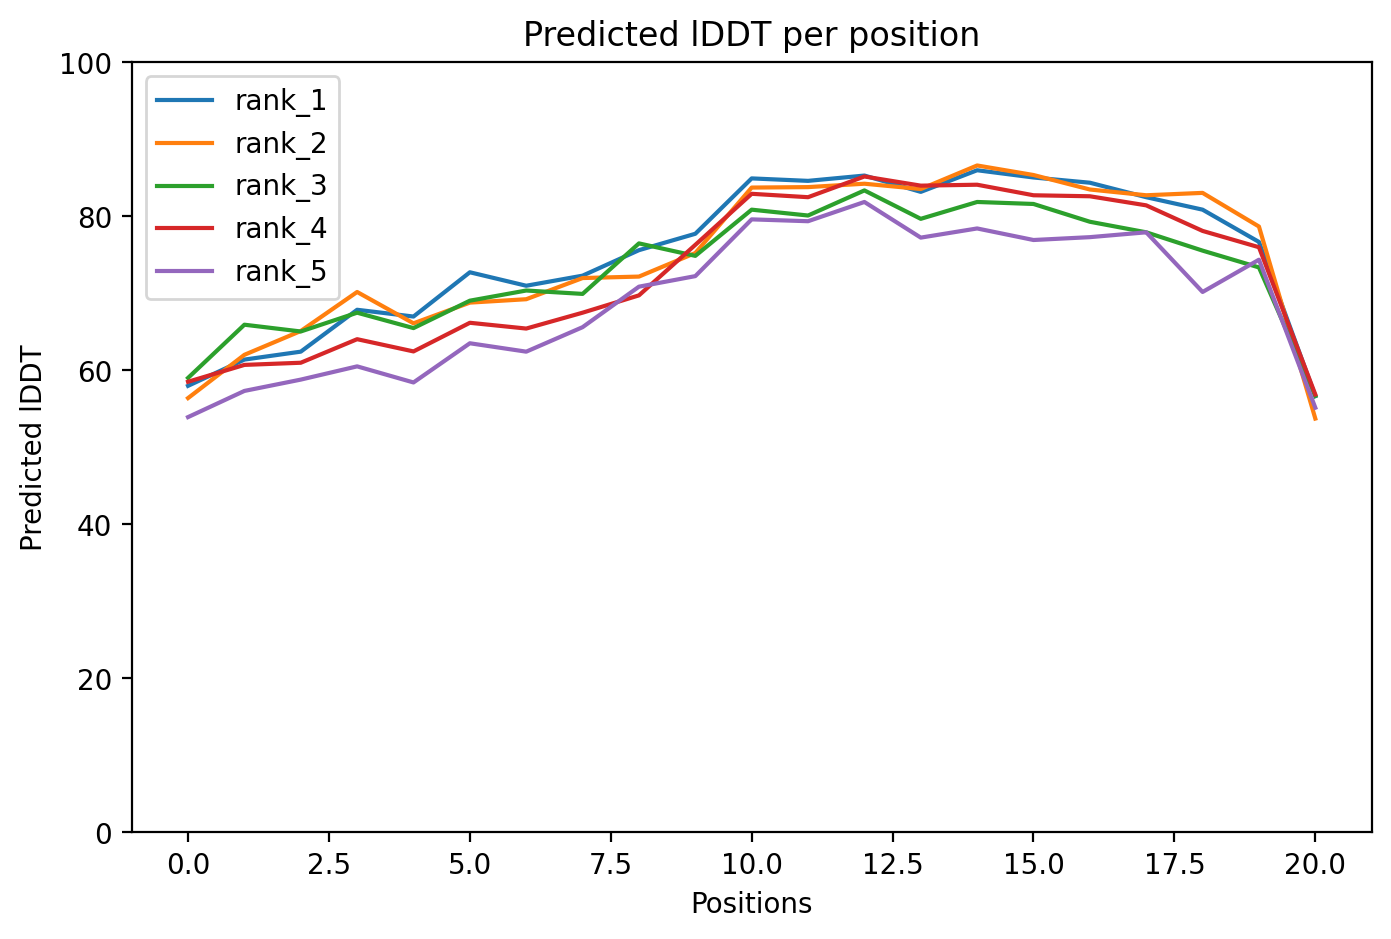 Predicted lDDT per position
100
80
60
40
20
0
Predicted lDDT
rank_1
rank_2
rank_3
rank_4
rank_5
0.0 2.5 5.0 7.5 10.0 12.5 15.0 17.5 20.0
Positions